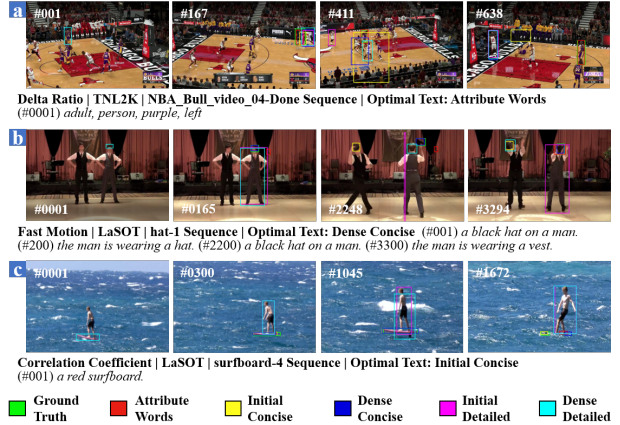 a
#001
#167
#411
#638
Delta Ratio | TNL2K | NBA_Bull_video_04-Done Sequence | Optimal Text: Attribute Words
(#0001) adult, person, purple, left
b
#0001
#0165
#2248
#3294
Fast Motion | LaSOT | hat-1 Sequence | Optimal Text: Dense Concise (#001) a black hat on a man.
(#200) the man is wearing a hat. (#2200) a black hat on a man. (#3300) the man is wearing a vest.
c
#0001
#0300
#1045
#1672
Correlation Coefficient | LaSOT | surfboard-4 Sequence | Optimal Text: Initial Concise
(#001) a red surfboard.
Ground Truth
Attribute Words
Initial Concise
Dense Concise
Initial Detailed
Dense Detailed